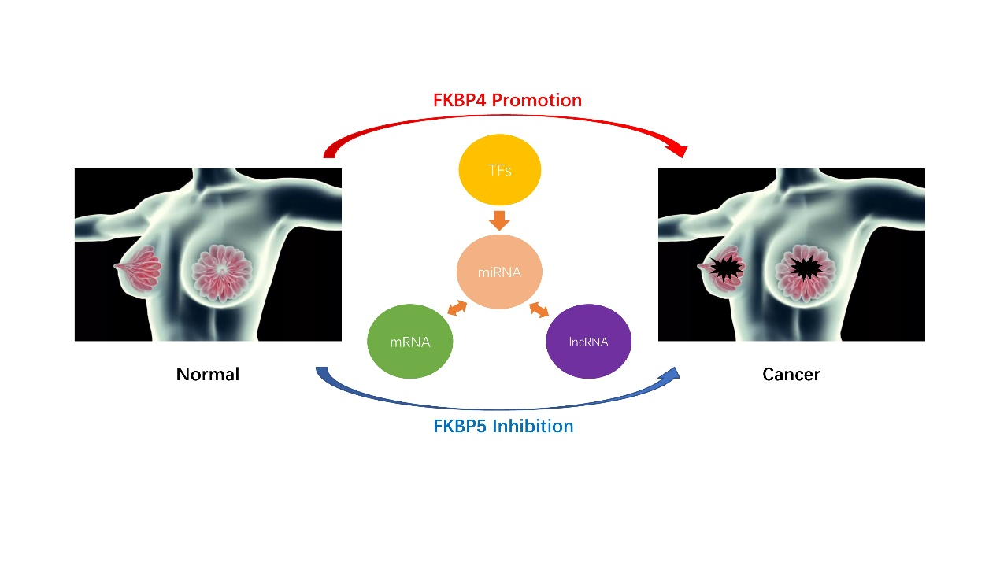 FKBP4 Promotion
TFs
miRNA
mRNA
lncRNA
Normal
Cancer
FKBP5 Inhibition